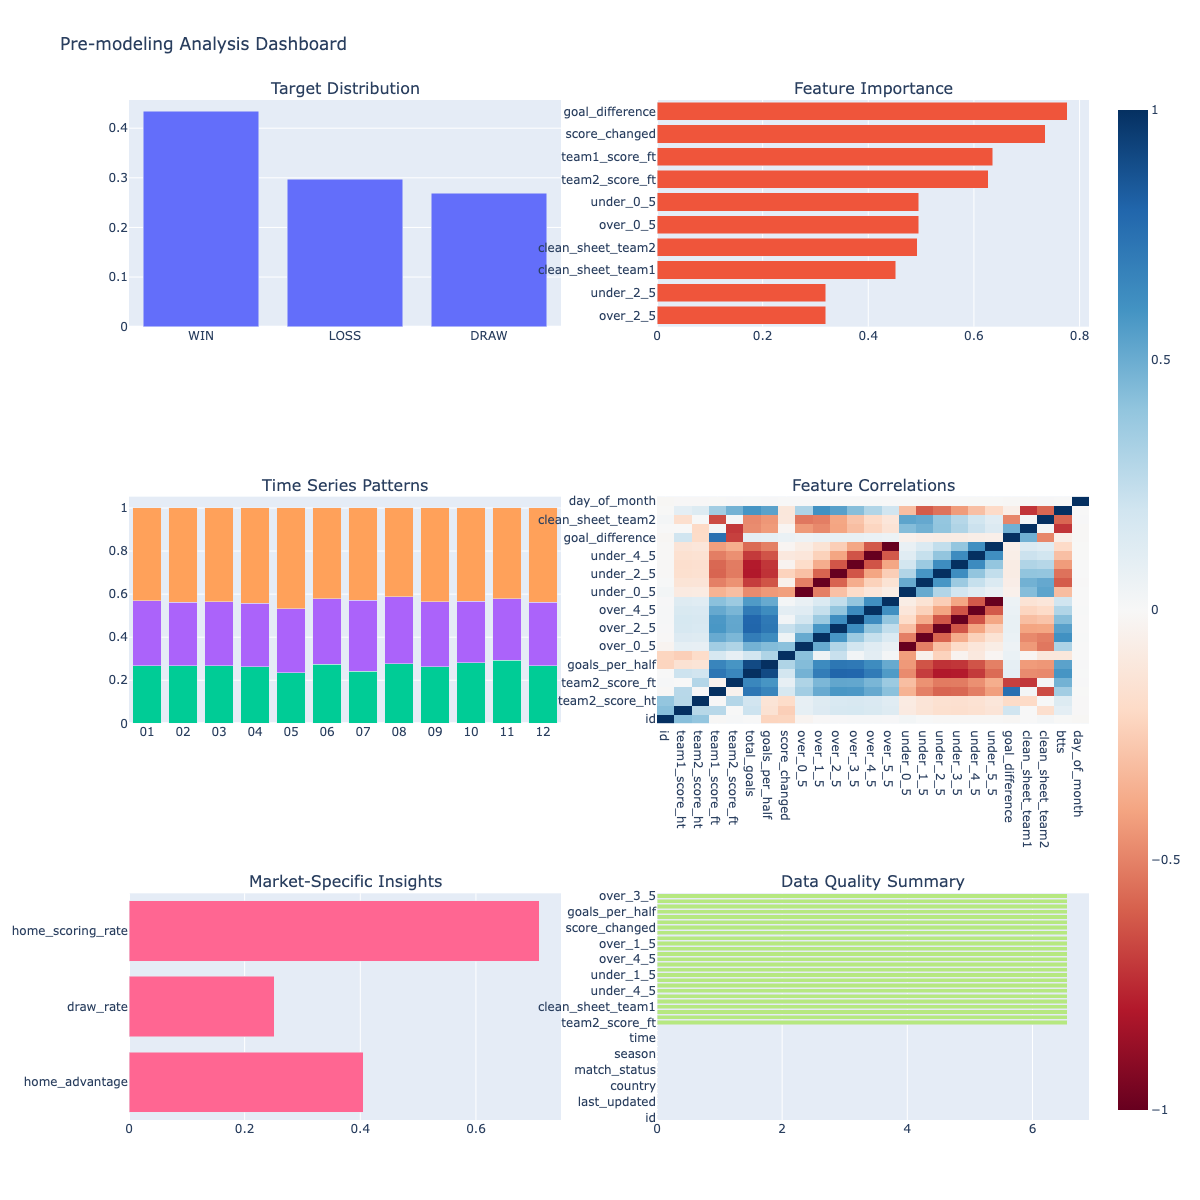 Pre-modeling Analysis Dashboard
Target Distribution
0.4
0.3
0.2
0.1
0
WIN
LOSS
DRAW
Feature Importance
goal_difference
score_changed
team1_score_ft
team2_score_ft
under_0_5
over_0_5
clean_sheet_team2
clean_sheet_team1
under_2_5
over_2_5
0
0.2
0.4
0.6
0.8
1
0.5
0
−0.5
−1
Time Series Patterns
1
0.8
0.6
0.4
0.2
0
01
02
03
04
05
06
07
08
09
10
11
12
Feature Correlations
day_of_month
clean_sheet_team2
goal_difference
under_4_5
under_2_5
under_0_5
over_4_5
over_2_5
over_0_5
goals_per_half
team2_score_ft
team2_score_ht
id
id
team1_score_ht
team2_score_ht
team1_score_ft
team2_score_ft
total_goals
goals_per_half
score_changed
over_0_5
over_1_5
over_2_5
over_3_5
over_4_5
over_5_5
under_0_5
under_1_5
under_2_5
under_3_5
under_4_5
under_5_5
goal_difference
clean_sheet_team1
clean_sheet_team2
btts
day_of_month
Market-Specific Insights
home_scoring_rate
draw_rate
home_advantage
0
0.2
0.4
0.6
Data Quality Summary
over_3_5
goals_per_half
score_changed
over_1_5
over_4_5
under_1_5
under_4_5
clean_sheet_team1
team2_score_ft
time
season
match_status
country
last_updated
id
0
2
4
6